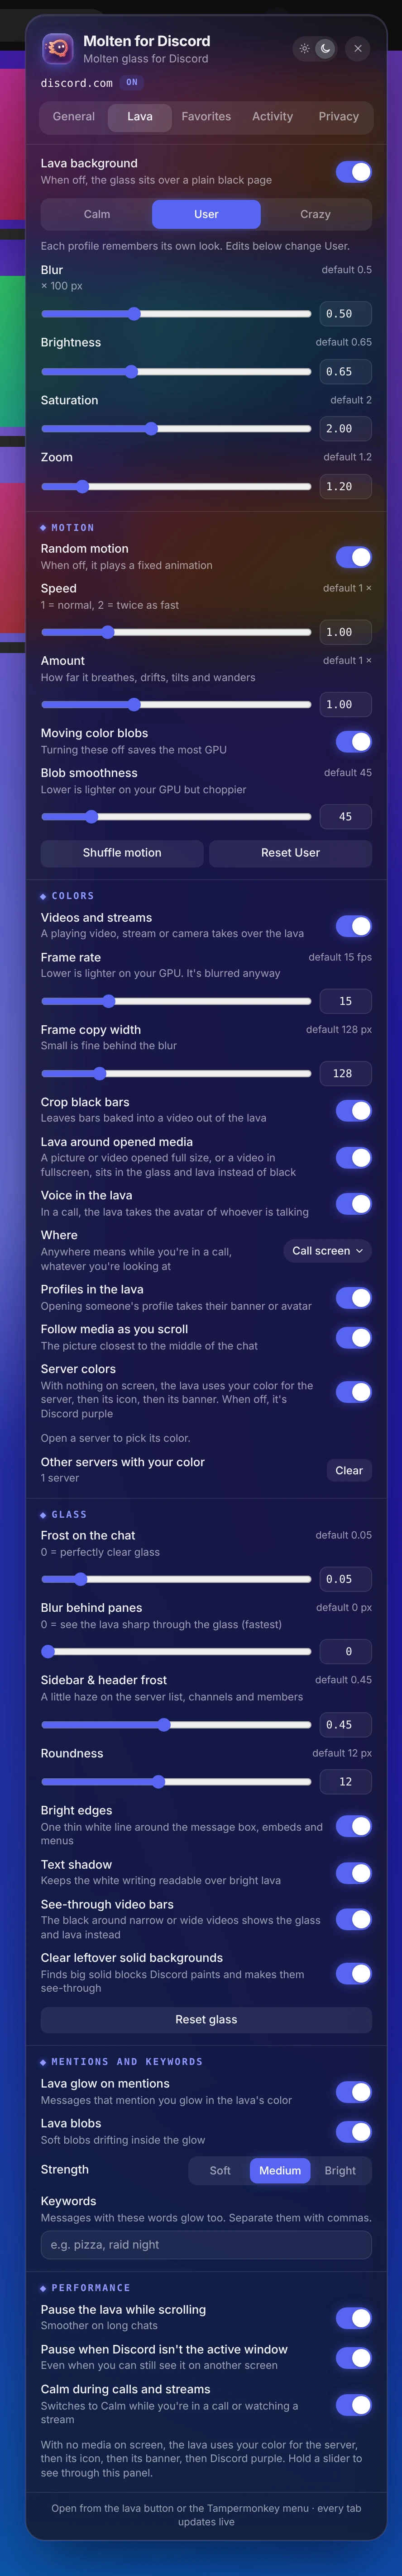 Molten for Discord
Molten glass for Discord
discord.com ON
General Lava Favorites Activity Privacy
Lava background
When off, the glass sits over a plain black page
Calm User Crazy
Each profile remembers its own look. Edits below change User.
Blur default 0.5
× 100 px
0.50
Brightness default 0.65
0.65
Saturation default 2
2.00
Zoom default 1.2
1.20
MOTION
Random motion
When off, it plays a fixed animation
Speed default 1 ×
1 = normal, 2 = twice as fast
1.00
Amount default 1 ×
How far it breathes, drifts, tilts and wanders
1.00
Moving color blobs
Turning these off saves the most GPU
Blob smoothness default 45
Lower is lighter on your GPU but choppier
45
Shuffle motion Reset User
COLORS
Videos and streams
A playing video, stream or camera takes over the lava
Frame rate default 15 fps
Lower is lighter on your GPU. It's blurred anyway
15
Frame copy width default 128 px
Small is fine behind the blur
128
Crop black bars
Leaves bars baked into a video out of the lava
Lava around opened media
A picture or video opened full size, or a video in
fullscreen, sits in the glass and lava instead of black
Voice in the lava
In a call, the lava takes the avatar of whoever is talking
Where
Anywhere means while you're in a call,
whatever you're looking at
Call screen
Profiles in the lava
Opening someone's profile takes their banner or avatar
Follow media as you scroll
The picture closest to the middle of the chat
Server colors
With nothing on screen, the lava uses your color for the
server, then its icon, then its banner. When off, it's
Discord purple
Open a server to pick its color.
Other servers with your color
1 server
Clear
GLASS
Frost on the chat default 0.05
0 = perfectly clear glass
0.05
Blur behind panes default 0 px
0 = see the lava sharp through the glass (fastest)
0
Sidebar & header frost default 0.45
A little haze on the server list, channels and members
0.45
Roundness default 12 px
12
Bright edges
One thin white line around the message box, embeds and
menus
Text shadow
Keeps the white writing readable over bright lava
See-through video bars
The black around narrow or wide videos shows the glass
and lava instead
Clear leftover solid backgrounds
Finds big solid blocks Discord paints and makes them
see-through
Reset glass
MENTIONS AND KEYWORDS
Lava glow on mentions
Messages that mention you glow in the lava's color
Lava blobs
Soft blobs drifting inside the glow
Strength Soft Medium Bright
Keywords
Messages with these words glow too. Separate them with commas.
e.g. pizza, raid night
PERFORMANCE
Pause the lava while scrolling
Smoother on long chats
Pause when Discord isn't the active window
Even when you can still see it on another screen
Calm during calls and streams
Switches to Calm while you're in a call or watching a
stream
With no media on screen, the lava uses your color for the server,
then its icon, then its banner, then Discord purple. Hold a slider to
see through this panel.
Open from the lava button or the Tampermonkey menu · every tab
updates live